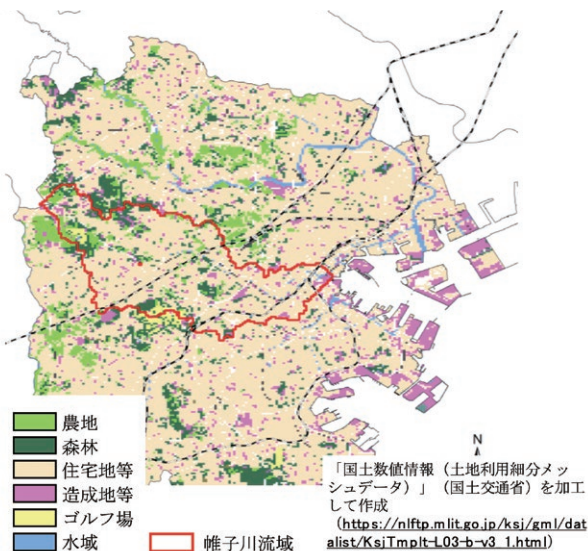 農地
森林
住宅地等
造成地等
ゴルフ場
水域
帷子川流域
N
「国土数値情報（土地利用細分メッ
シュデータ）」（国土交通省）を加工
して作成
（https://nlftp.mlit.go.jp/ksj/gml/dat
alist/KsjTmplt-L03-b-v3_1.html）